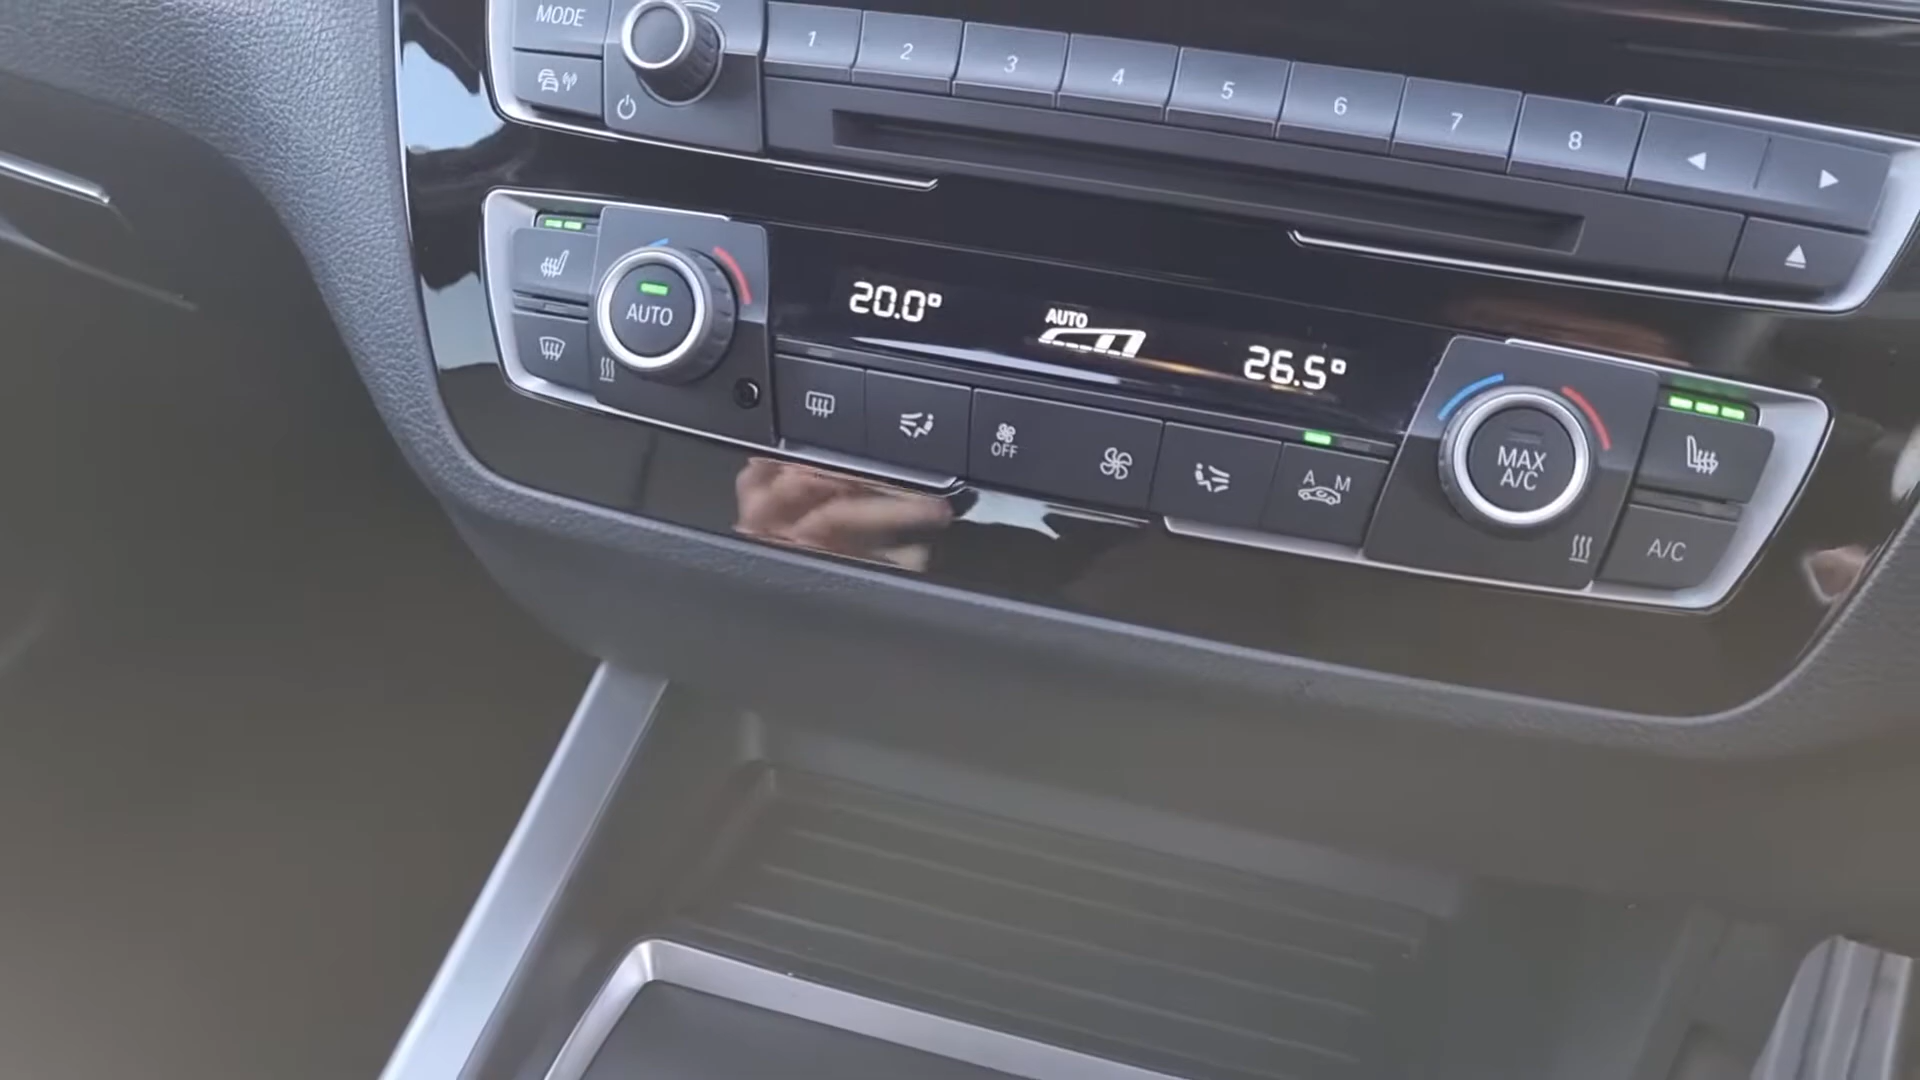 MODE
1 2 3 4 5 6 7 8
AUTO
20.0°
AUTO
26.5°
OFF
A M
MAX
A/C
A/C